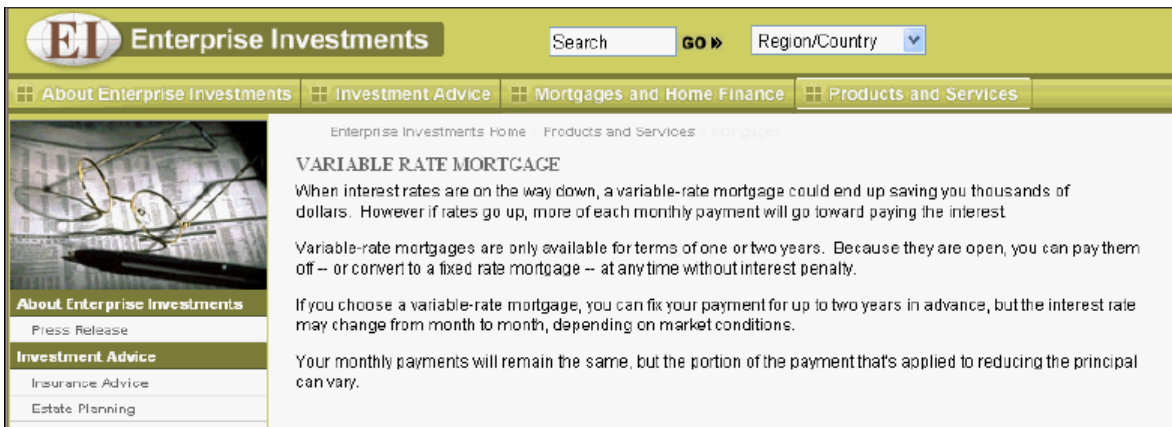 EI Enterprise Investments
Search GO » Region/Country
About Enterprise Investments Investment Advice Mortgages and Home Finance Products and Services
Enterprise Investments Home / Products and Services > Mortgages
VARIABLE RATE MORTGAGE
When interest rates are on the way down, a variable-rate mortgage could end up saving you thousands of
dollars. However if rates go up, more of each monthly payment will go toward paying the interest.
Variable-rate mortgages are only available for terms of one or two years. Because they are open, you can pay them
off -- or convert to a fixed rate mortgage -- at any time without interest penalty.
If you choose a variable-rate mortgage, you can fix your payment for up to two years in advance, but the interest rate
may change from month to month, depending on market conditions.
Your monthly payments will remain the same, but the portion of the payment that's applied to reducing the principal
can vary.
About Enterprise Investments
Press Release
Investment Advice
Insurance Advice
Estate Planning